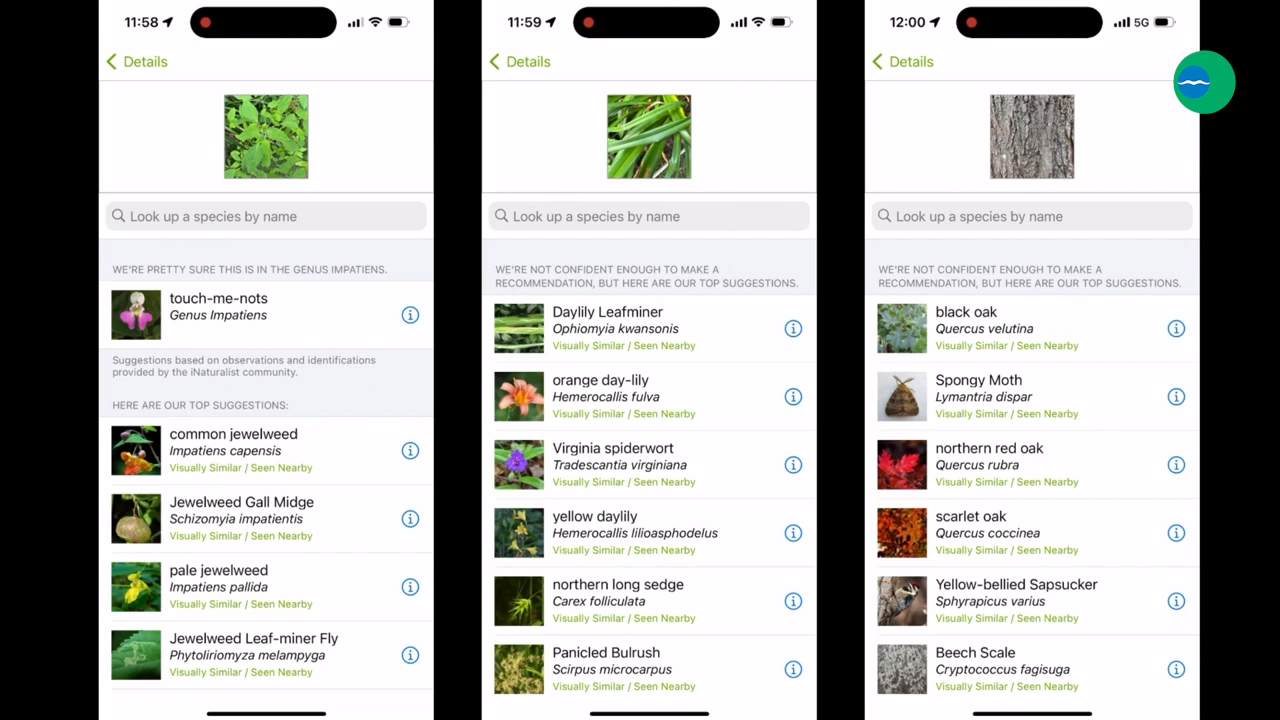 11:58
Details
Look up a species by name
WE'RE PRETTY SURE THIS IS IN THE GENUS IMPATIENS.
touch-me-nots
Genus Impatiens
Suggestions based on observations and identifications
provided by the iNaturalist community.
HERE ARE OUR TOP SUGGESTIONS:
common jewelweed
Impatiens capensis
Visually Similar / Seen Nearby
Jewelweed Gall Midge
Schizomyia impatientis
Visually Similar / Seen Nearby
pale jewelweed
Impatiens pallida
Visually Similar / Seen Nearby
Jewelweed Leaf-miner Fly
Phytoliriomyza melampyga
Visually Similar / Seen Nearby
11:59
Details
Look up a species by name
WE'RE NOT CONFIDENT ENOUGH TO MAKE A
RECOMMENDATION, BUT HERE ARE OUR TOP SUGGESTIONS.
Daylily Leafminer
Ophiomyia kwansonis
Visually Similar / Seen Nearby
orange day-lily
Hemerocallis fulva
Visually Similar / Seen Nearby
Virginia spiderwort
Tradescantia virginiana
Visually Similar / Seen Nearby
yellow daylily
Hemerocallis lilioasphodelus
Visually Similar / Seen Nearby
northern long sedge
Carex folliculata
Visually Similar / Seen Nearby
Panicled Bulrush
Scirpus microcarpus
Visually Similar / Seen Nearby
12:00
5G
Details
Look up a species by name
WE'RE NOT CONFIDENT ENOUGH TO MAKE A
RECOMMENDATION, BUT HERE ARE OUR TOP SUGGESTIONS.
black oak
Quercus velutina
Visually Similar / Seen Nearby
Spongy Moth
Lymantria dispar
Visually Similar / Seen Nearby
northern red oak
Quercus rubra
Visually Similar / Seen Nearby
scarlet oak
Quercus coccinea
Visually Similar / Seen Nearby
Yellow-bellied Sapsucker
Sphyrapicus varius
Visually Similar / Seen Nearby
Beech Scale
Cryptococcus fagisuga
Visually Similar / Seen Nearby